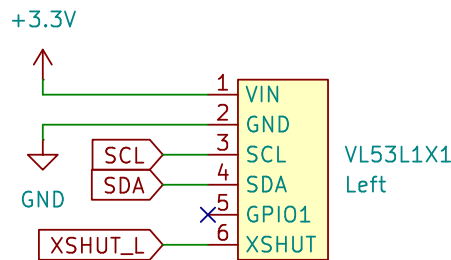 +3.3V
1 VIN
2 GND
SCL 3 SCL VL53L1X1
SDA 4 SDA Left
GND 5 GPIO1
XSHUT_L 6 XSHUT